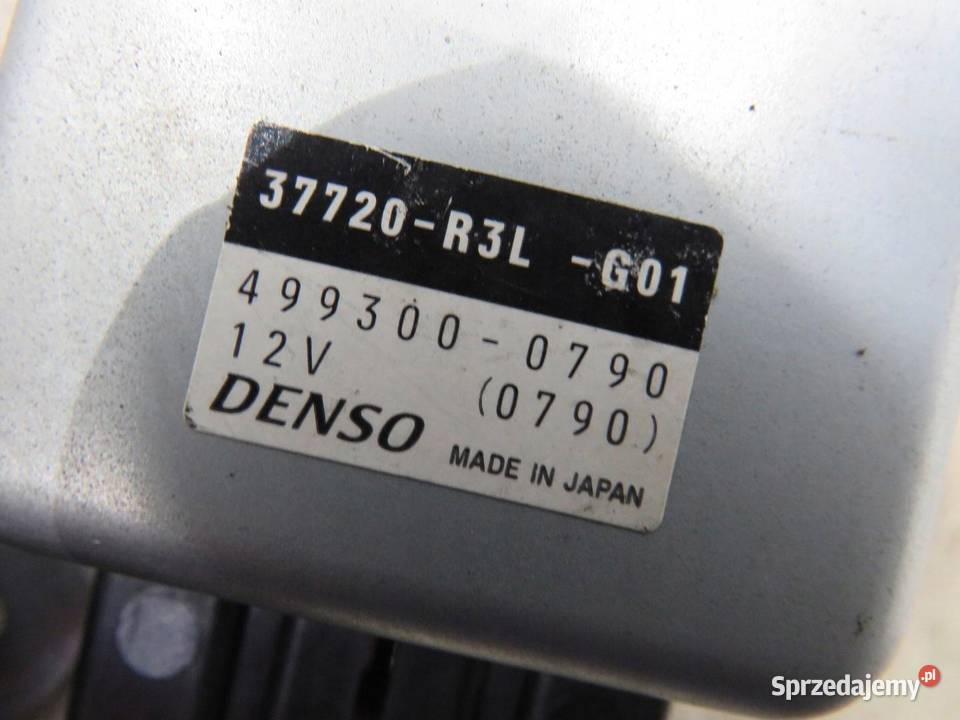 37720-R3L -G01
499300-0790
12V (0790)
DENSO MADE IN JAPAN
Sprzedajemy.pl